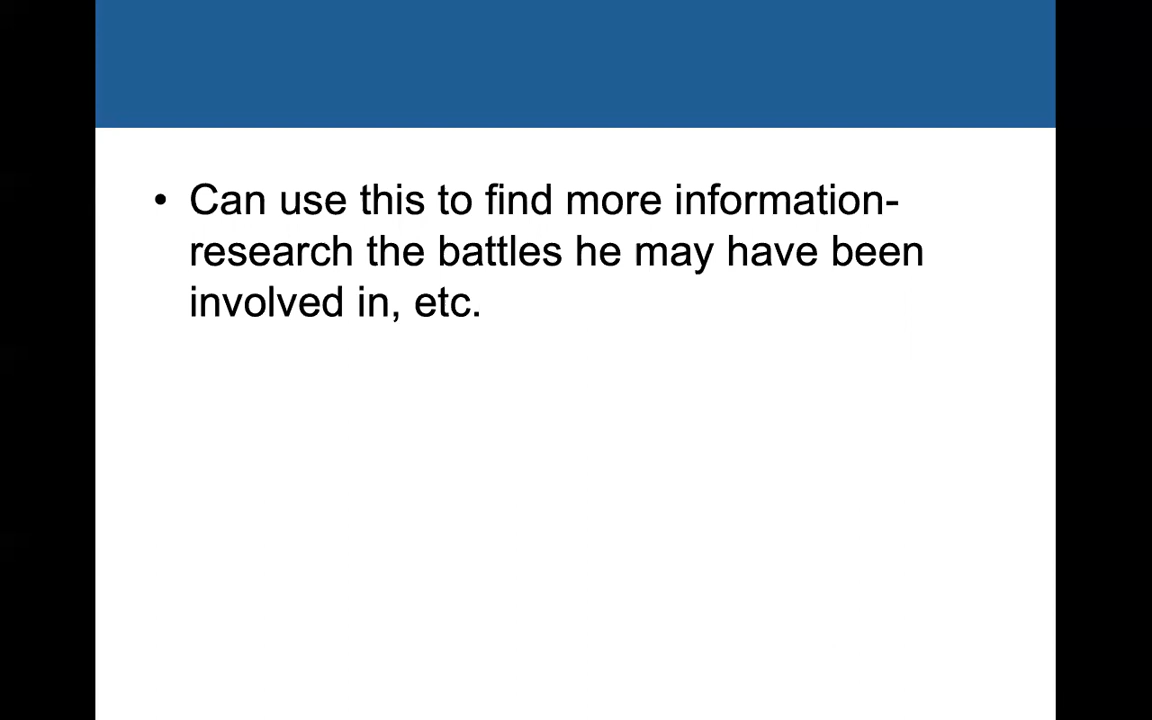 • Can use this to find more information-
research the battles he may have been
involved in, etc.